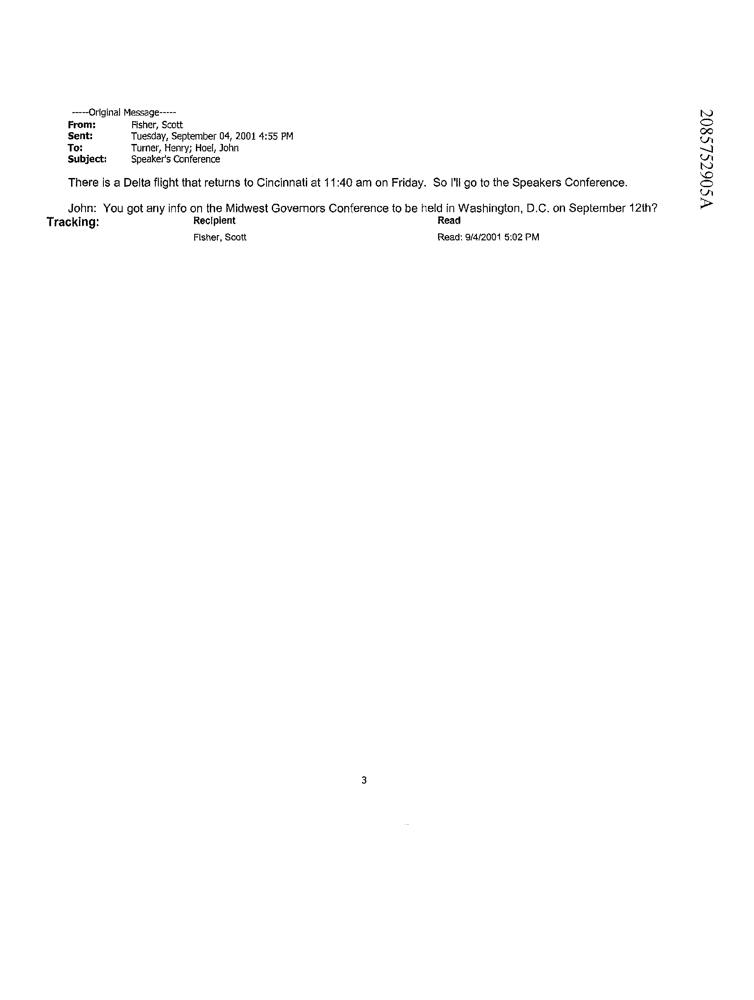 -----Original Message-----
From: Fisher, Scott
Sent: Tuesday, September 04, 2001 4:55 PM
To: Turner, Henry; Hoel, John
Subject: Speaker's Conference
There is a Delta flight that returns to Cincinnati at 11:40 am on Friday. So I'll go to the Speakers Conference.
John: You got any info on the Midwest Governors Conference to be held in Washington, D.C. on September 12th?
Tracking: Recipient Read
Fisher, Scott Read: 9/4/2001 5:02 PM
3
2085752905A